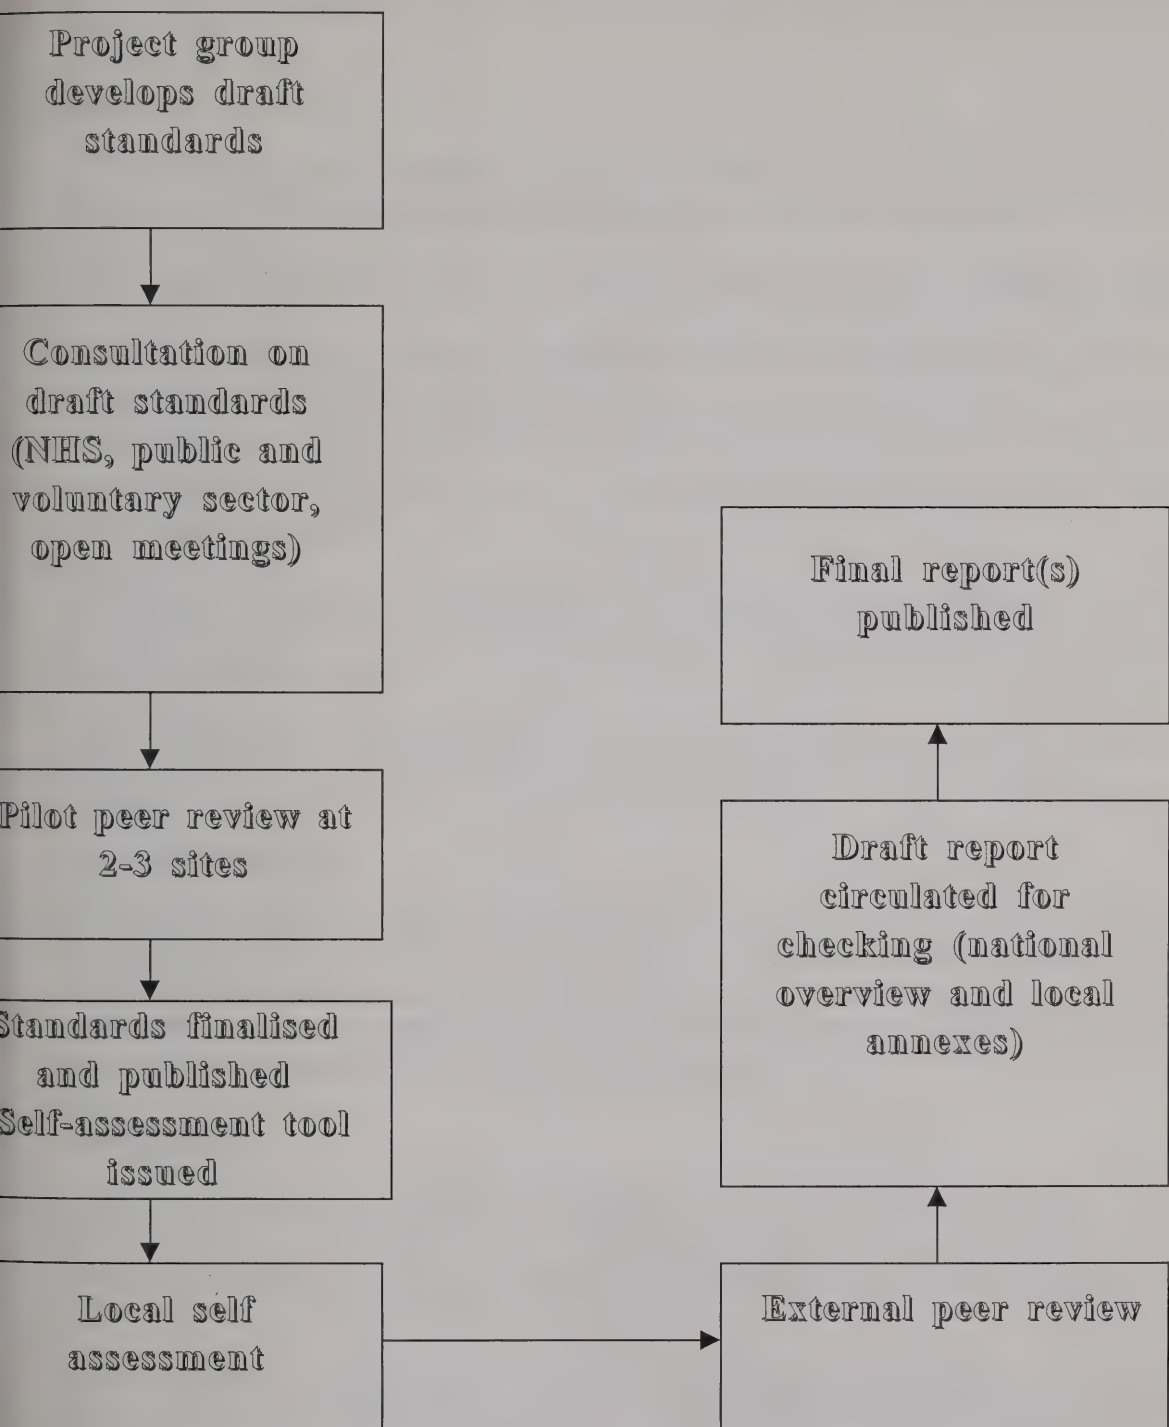 Project group
develops draft
standards
Consultation on
draft standards
(NHS, public and
voluntary sector,
open meetings)
Pilot peer review at
2-3 sites
Standards finalised
and published
Self-assessment tool
issued
Local self
assessment
External peer review
Draft report
circulated for
checking (national
overview and local
annexes)
Final report(s)
published